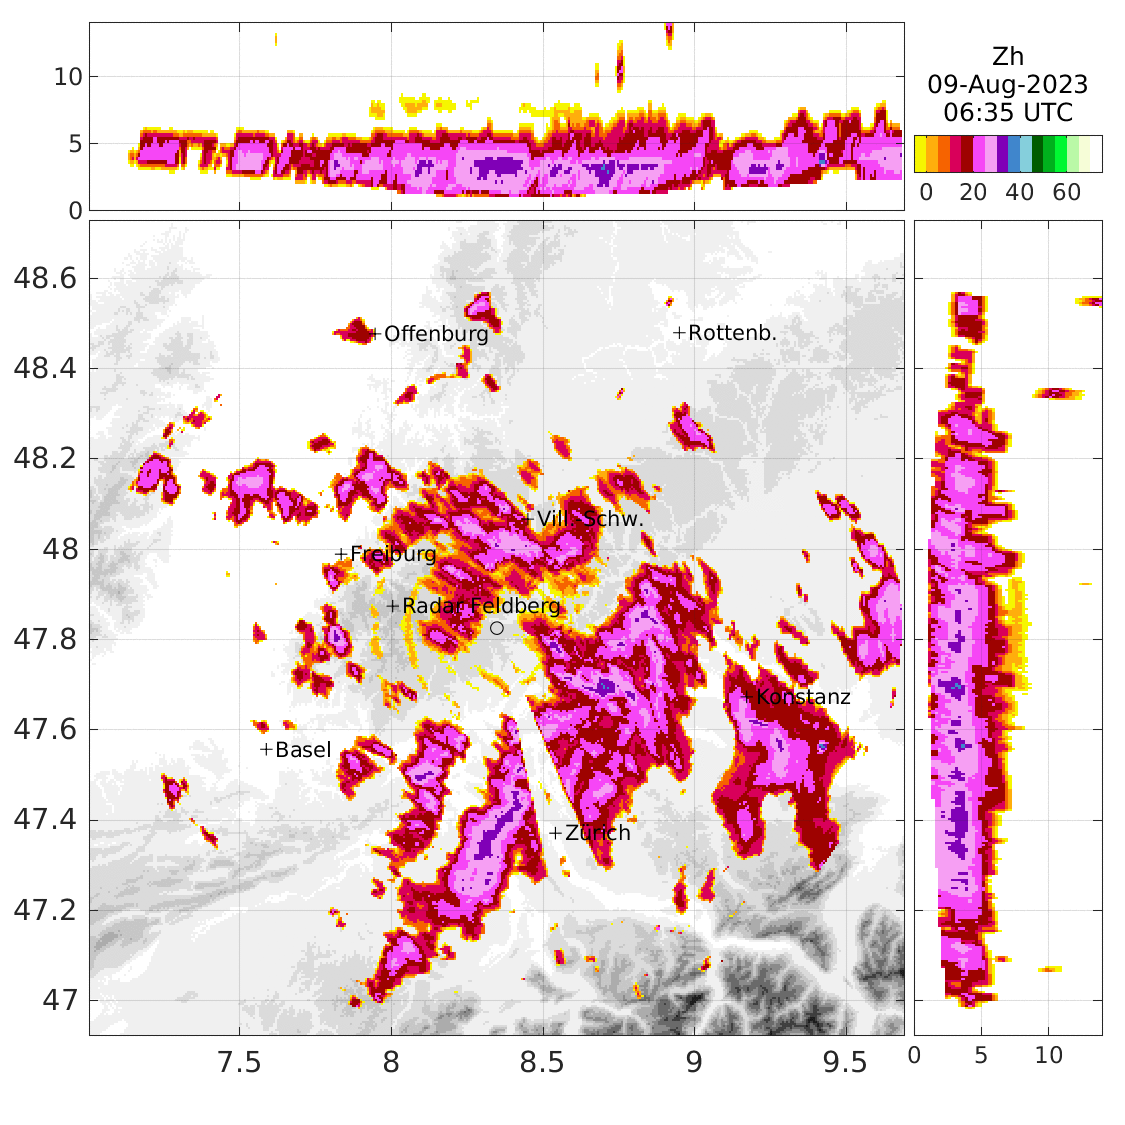 10
5
0
Zh
09-Aug-2023
06:35 UTC
0 20 40 60
48.6
48.4
48.2
48
47.8
47.6
47.4
47.2
47
+Offenburg
+Rottenb.
+Vill.-Schw.
+Freiburg
+Radar Feldberg
+Konstanz
+Basel
+Zürich
7.5 8 8.5 9 9.5
0 5 10